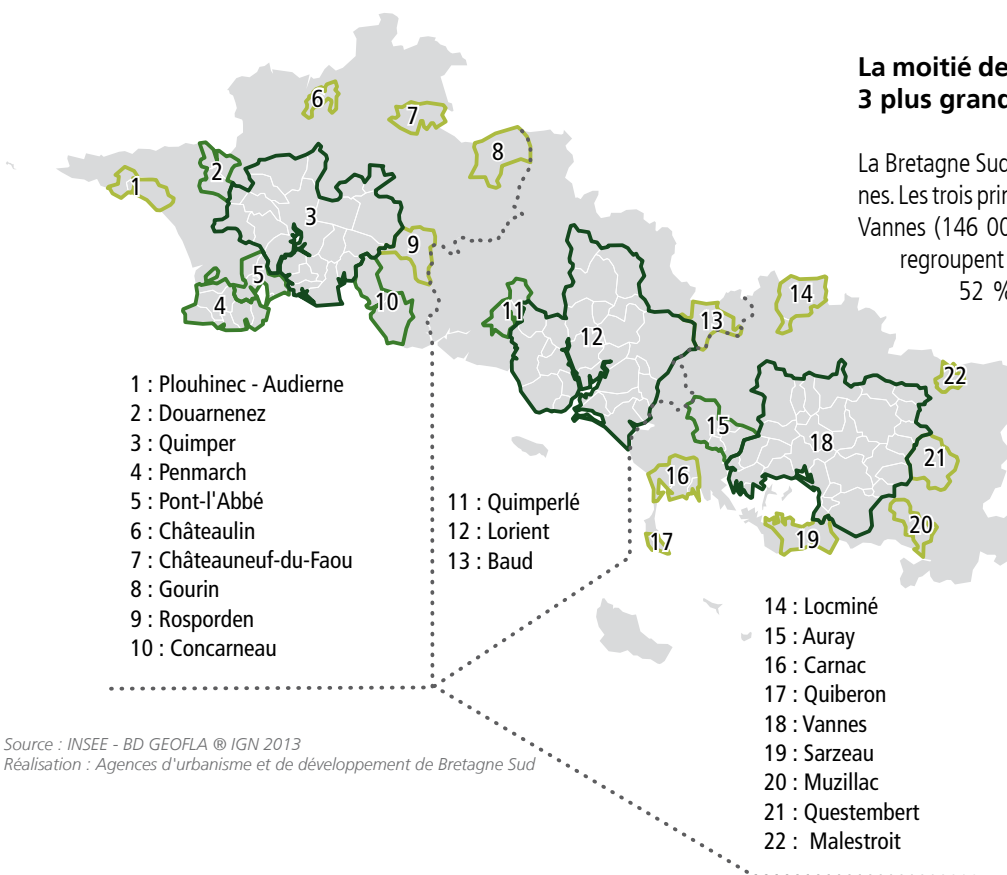 La moitié de
3 plus grand
La Bretagne Sud
nes. Les trois prin
Vannes (146 00
regroupent
52 %
6
7
8
2
1
3
9
5
4
10
14
11
13
12
22
15
18
21
16
20
17
19
1 : Plouhinec - Audierne
2 : Douarnenez
3 : Quimper
4 : Penmarch
5 : Pont-l'Abbé
6 : Châteaulin
7 : Châteauneuf-du-Faou
8 : Gourin
9 : Rosporden
10 : Concarneau
11 : Quimperlé
12 : Lorient
13 : Baud
14 : Locminé
15 : Auray
16 : Carnac
17 : Quiberon
18 : Vannes
19 : Sarzeau
20 : Muzillac
21 : Questembert
22 : Malestroit
Source : INSEE - BD GEOFLA ® IGN 2013
Réalisation : Agences d'urbanisme et de développement de Bretagne Sud